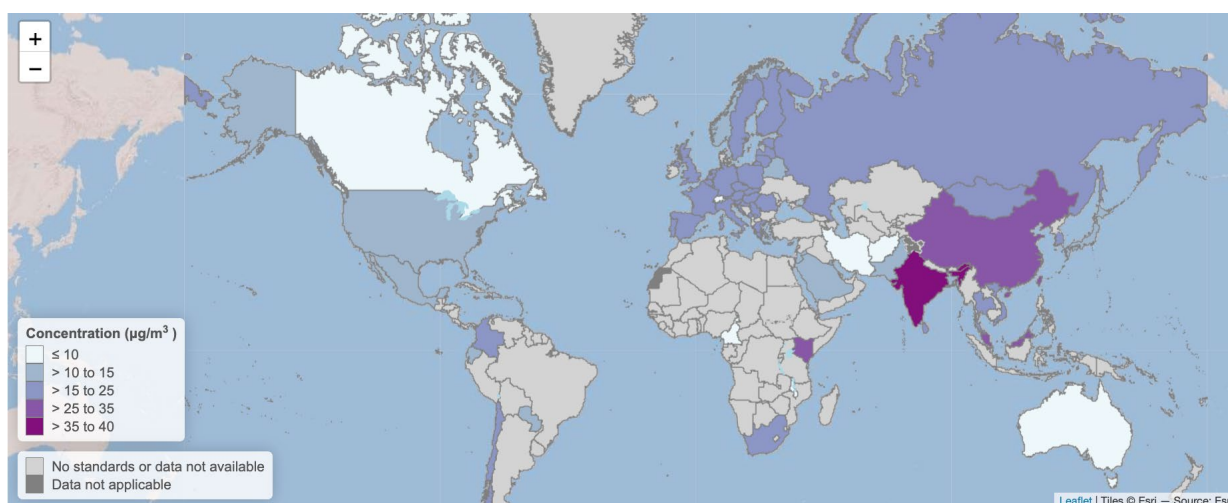 +
−
Concentration (µg/m³ )
≤ 10
> 10 to 15
> 15 to 25
> 25 to 35
> 35 to 40
No standards or data not available
Data not applicable
Leaflet | Tiles © Esri — Source: Esr